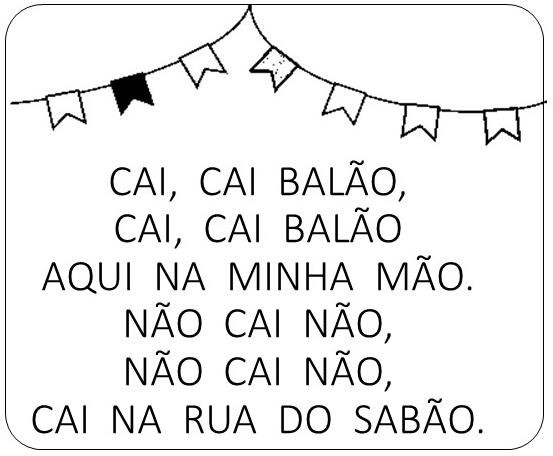 CAI, CAI BALÃO,
CAI, CAI BALÃO
AQUI NA MINHA MÃO.
NÃO CAI NÃO,
NÃO CAI NÃO,
CAI NA RUA DO SABÃO.